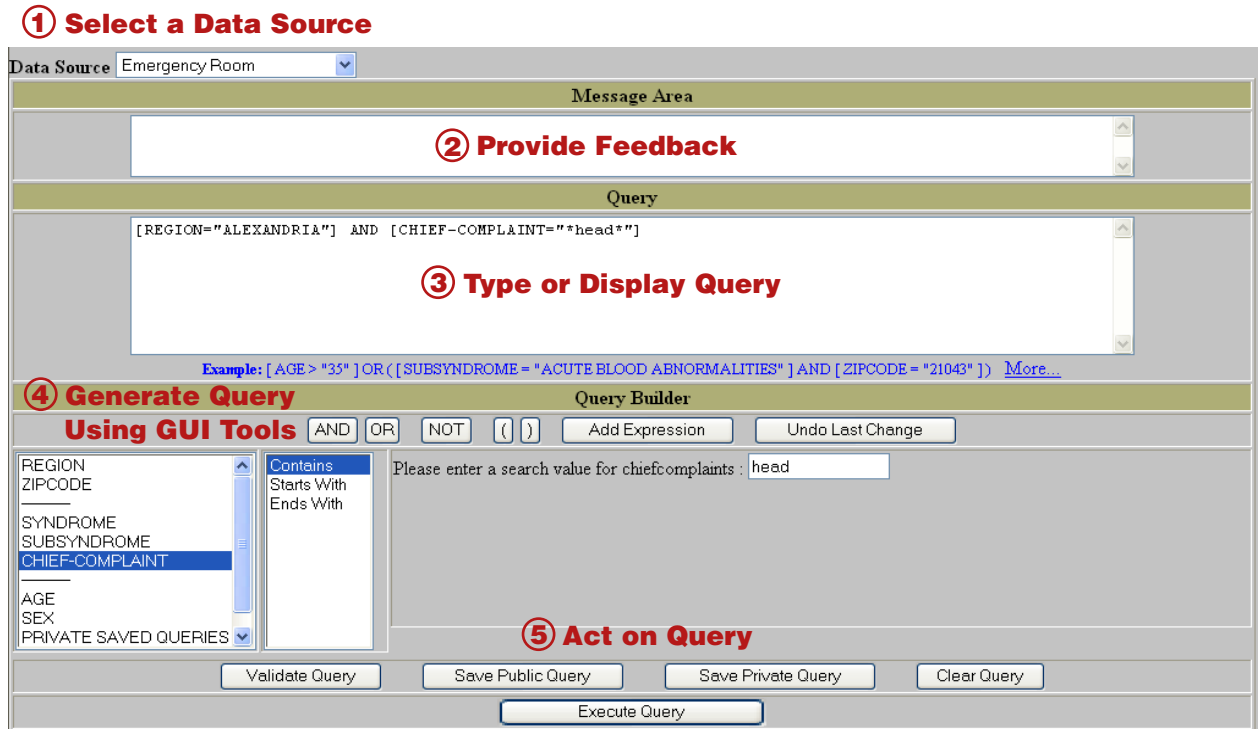 ① Select a Data Source
Data Source Emergency Room
Message Area
② Provide Feedback
Query
[REGION="ALEXANDRIA"] AND [CHIEF-COMPLAINT="*head*"]
③ Type or Display Query
Example: [ AGE > "35" ] OR ( [ SUBSYNDROME = "ACUTE BLOOD ABNORMALITIES" ] AND [ ZIPCODE = "21043" ] ) More...
④ Generate Query
Query Builder
Using GUI Tools AND OR NOT ( ) Add Expression Undo Last Change
REGION
ZIPCODE
SYNDROME
SUBSYNDROME
CHIEF-COMPLAINT
AGE
SEX
PRIVATE SAVED QUERIES
Contains
Starts With
Ends With
Please enter a search value for chiefcomplaints : head
⑤ Act on Query
Validate Query Save Public Query Save Private Query Clear Query
Execute Query